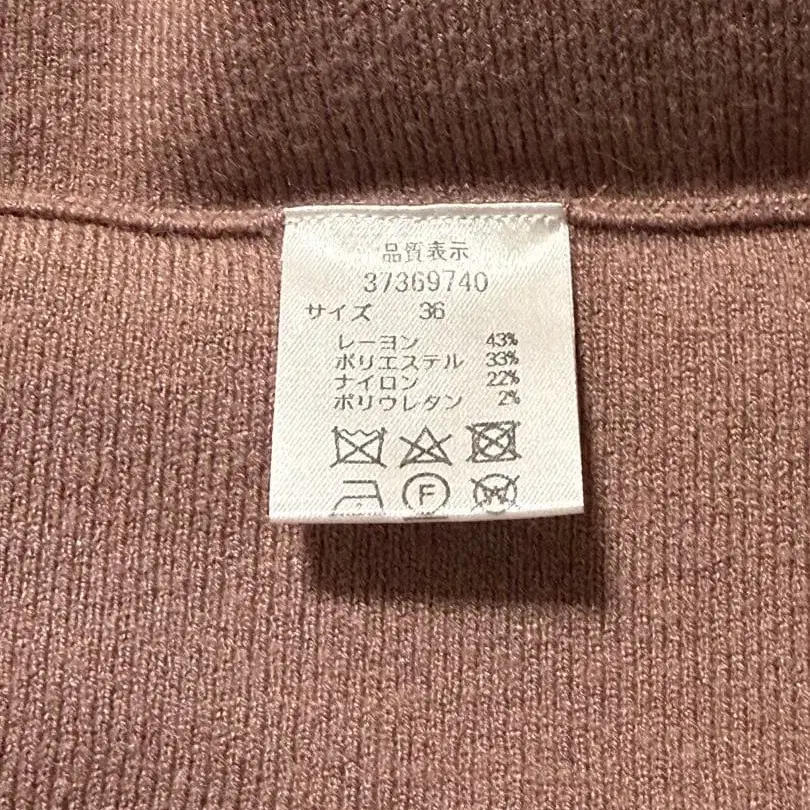 品質表示
37369740
サイズ 36
レーヨン 43%
ポリエステル 33%
ナイロン 22%
ポリウレタン 2%
F W